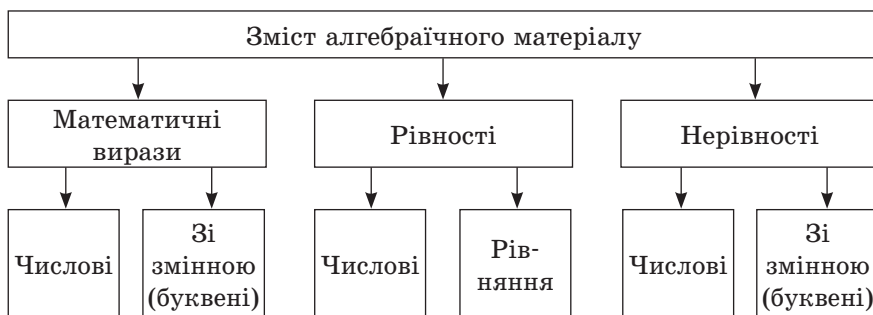 Зміст алгебраїчного матеріалу
Математичні
вирази
Рівності
Нерівності
Числові
Зі
змінною
(буквені)
Числові
Рів-
няння
Числові
Зі
змінною
(буквені)